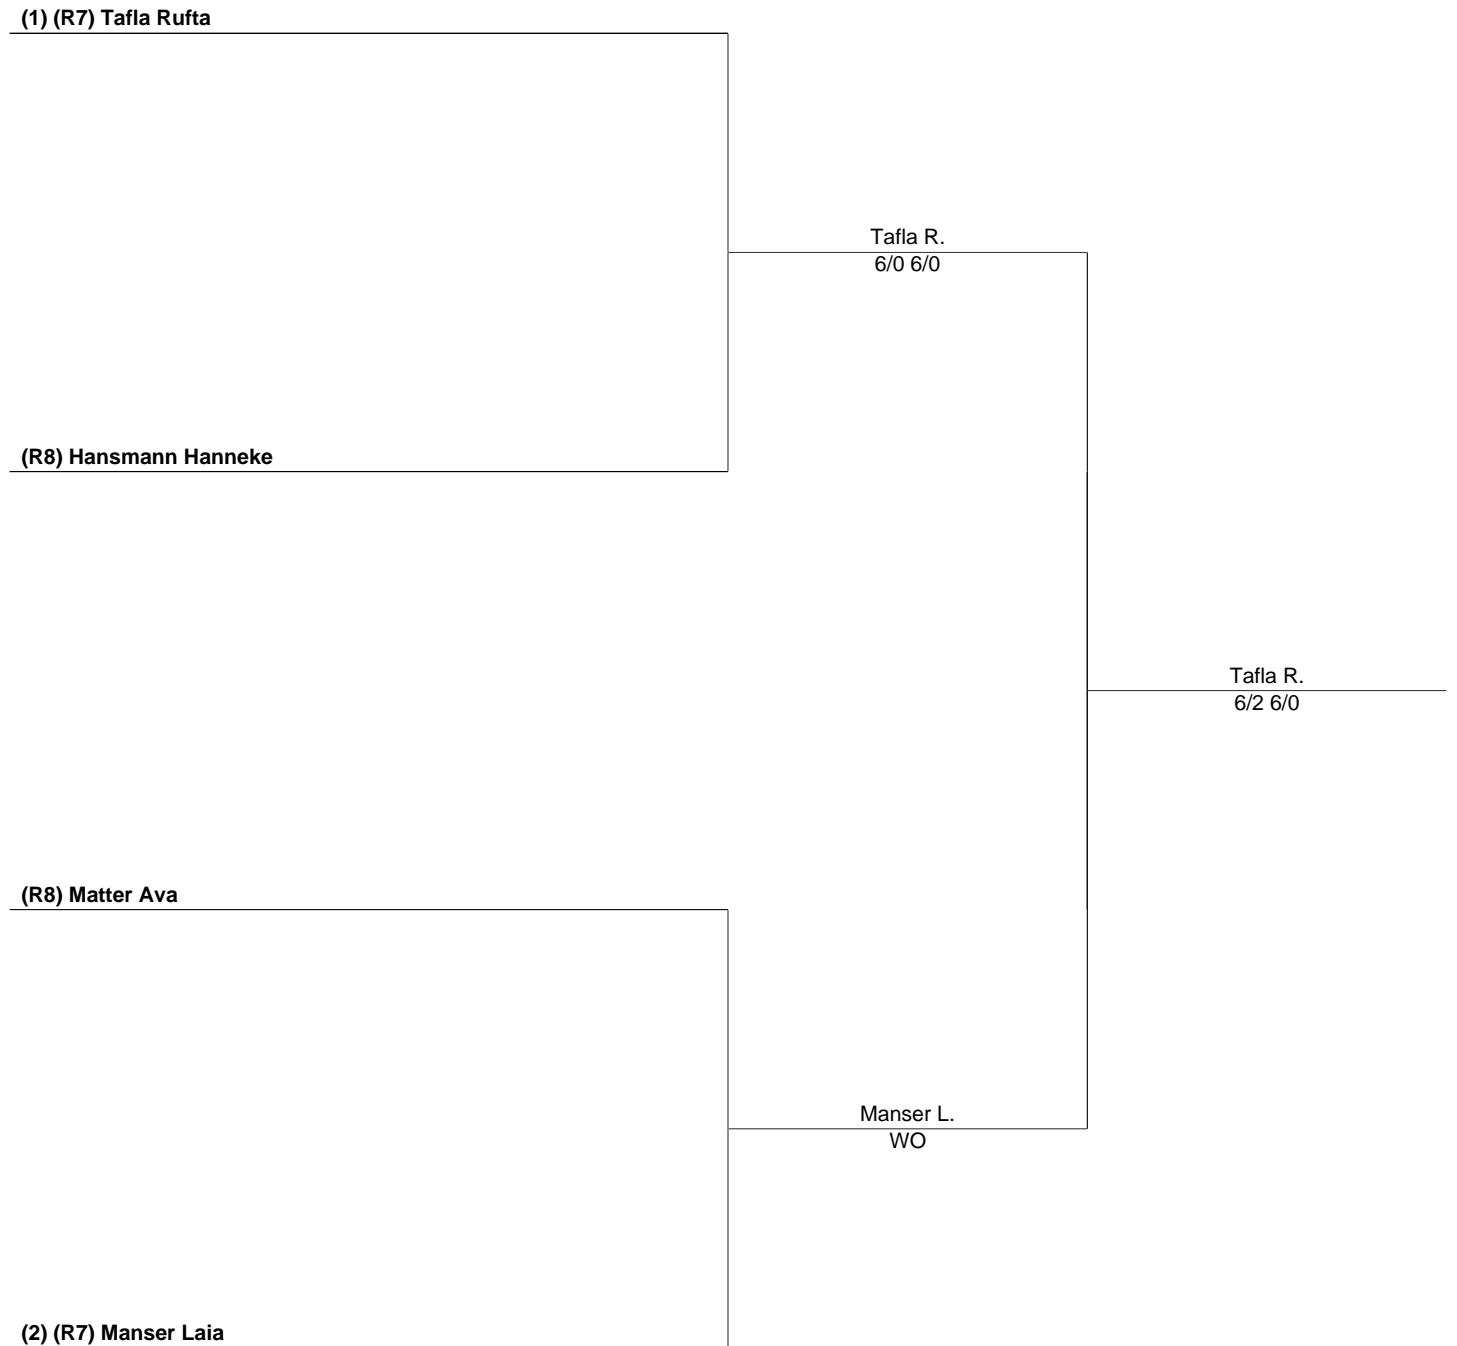 (1) (R7) Tafla Rufta
Tafla R.
6/0 6/0
(R8) Hansmann Hanneke
Tafla R.
6/2 6/0
(R8) Matter Ava
Manser L.
WO
(2) (R7) Manser Laia